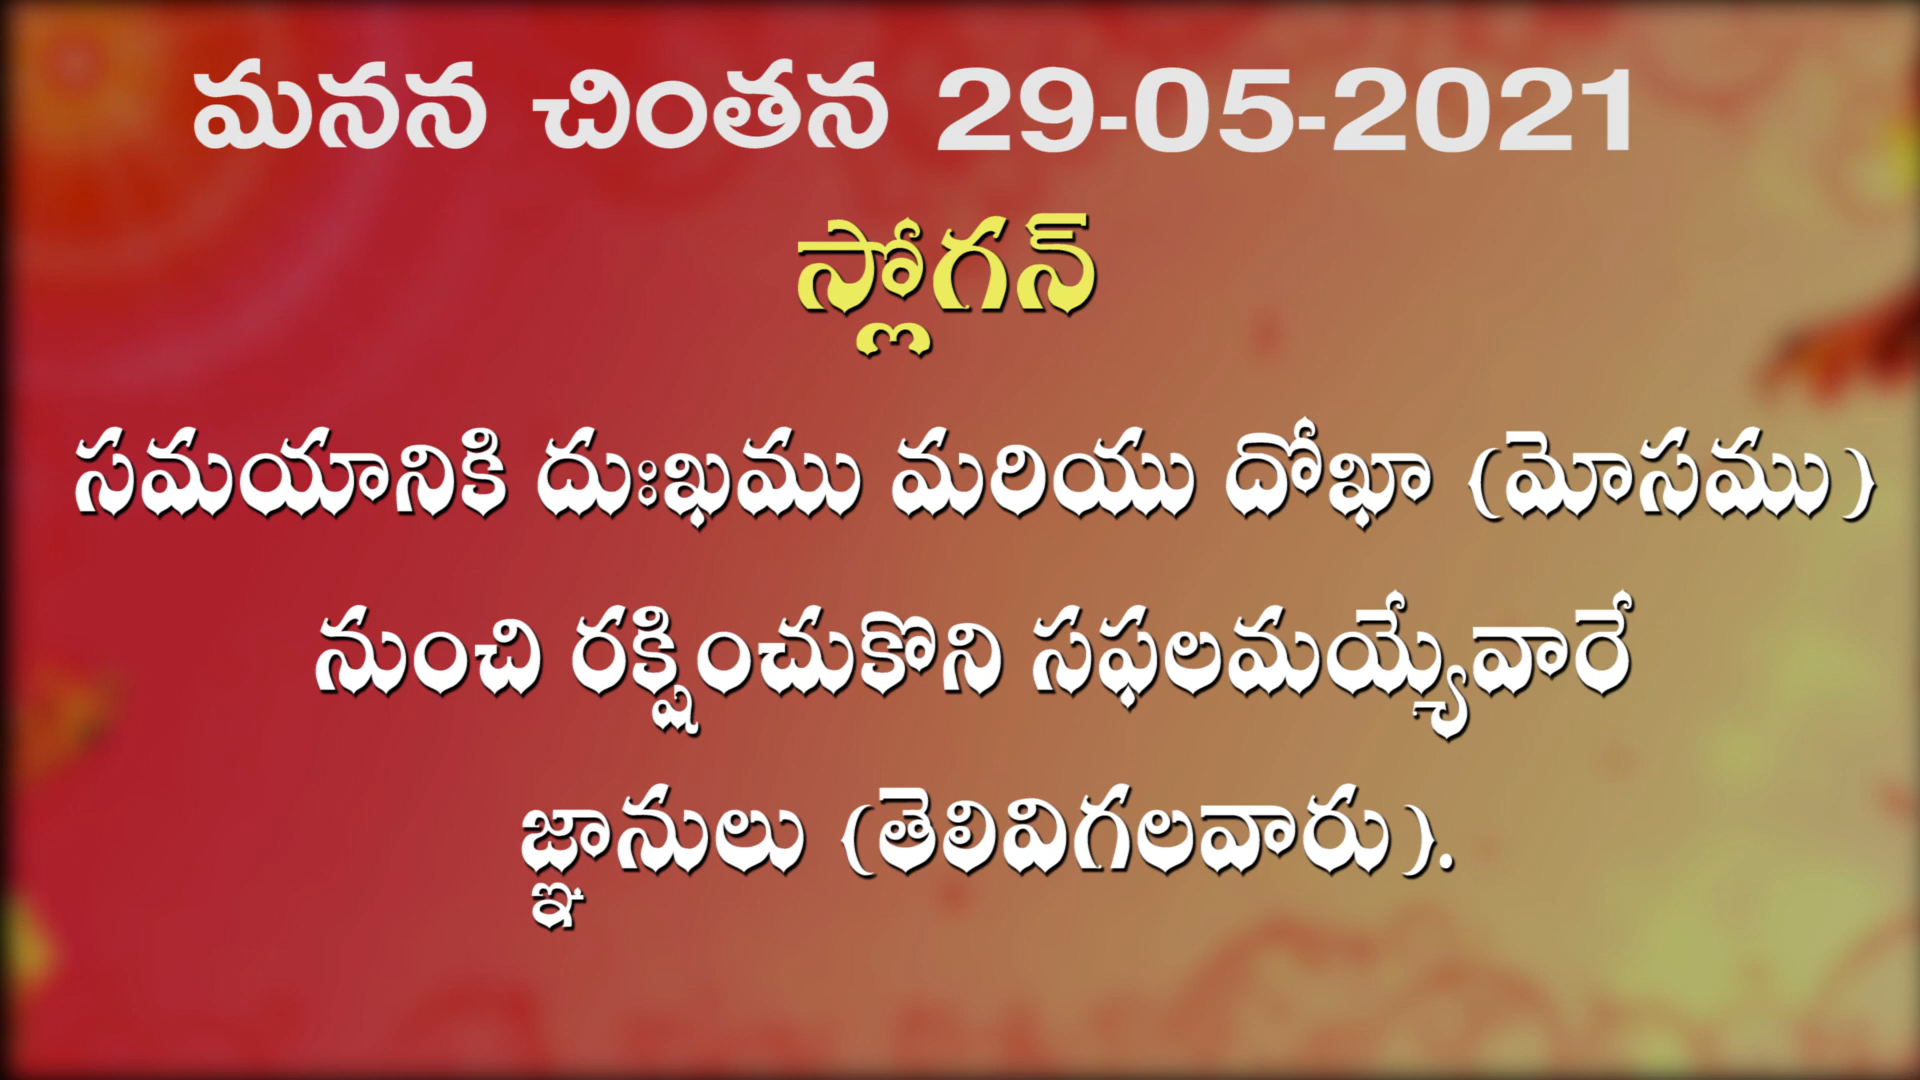 మనన చింతన 29-05-2021
స్లోగన్
సమయానికి దుఃఖము మరియు దోఖా (మోసము)
నుంచి రక్షించుకొని సఫలమయ్యేవారే
జ్ఞానులు (తెలివిగలవారు).